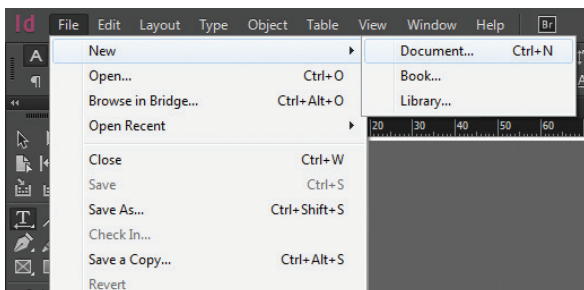 Id File Edit Layout Type Object Table View Window Help Br
A New Document... Ctrl+N
¶ Open... Ctrl+O Book...
Browse in Bridge... Ctrl+Alt+O Library...
Open Recent 20 30 40 50 60
Close Ctrl+W
Save Ctrl+S
T Save As... Ctrl+Shift+S
Check In...
Save a Copy... Ctrl+Alt+S
Revert